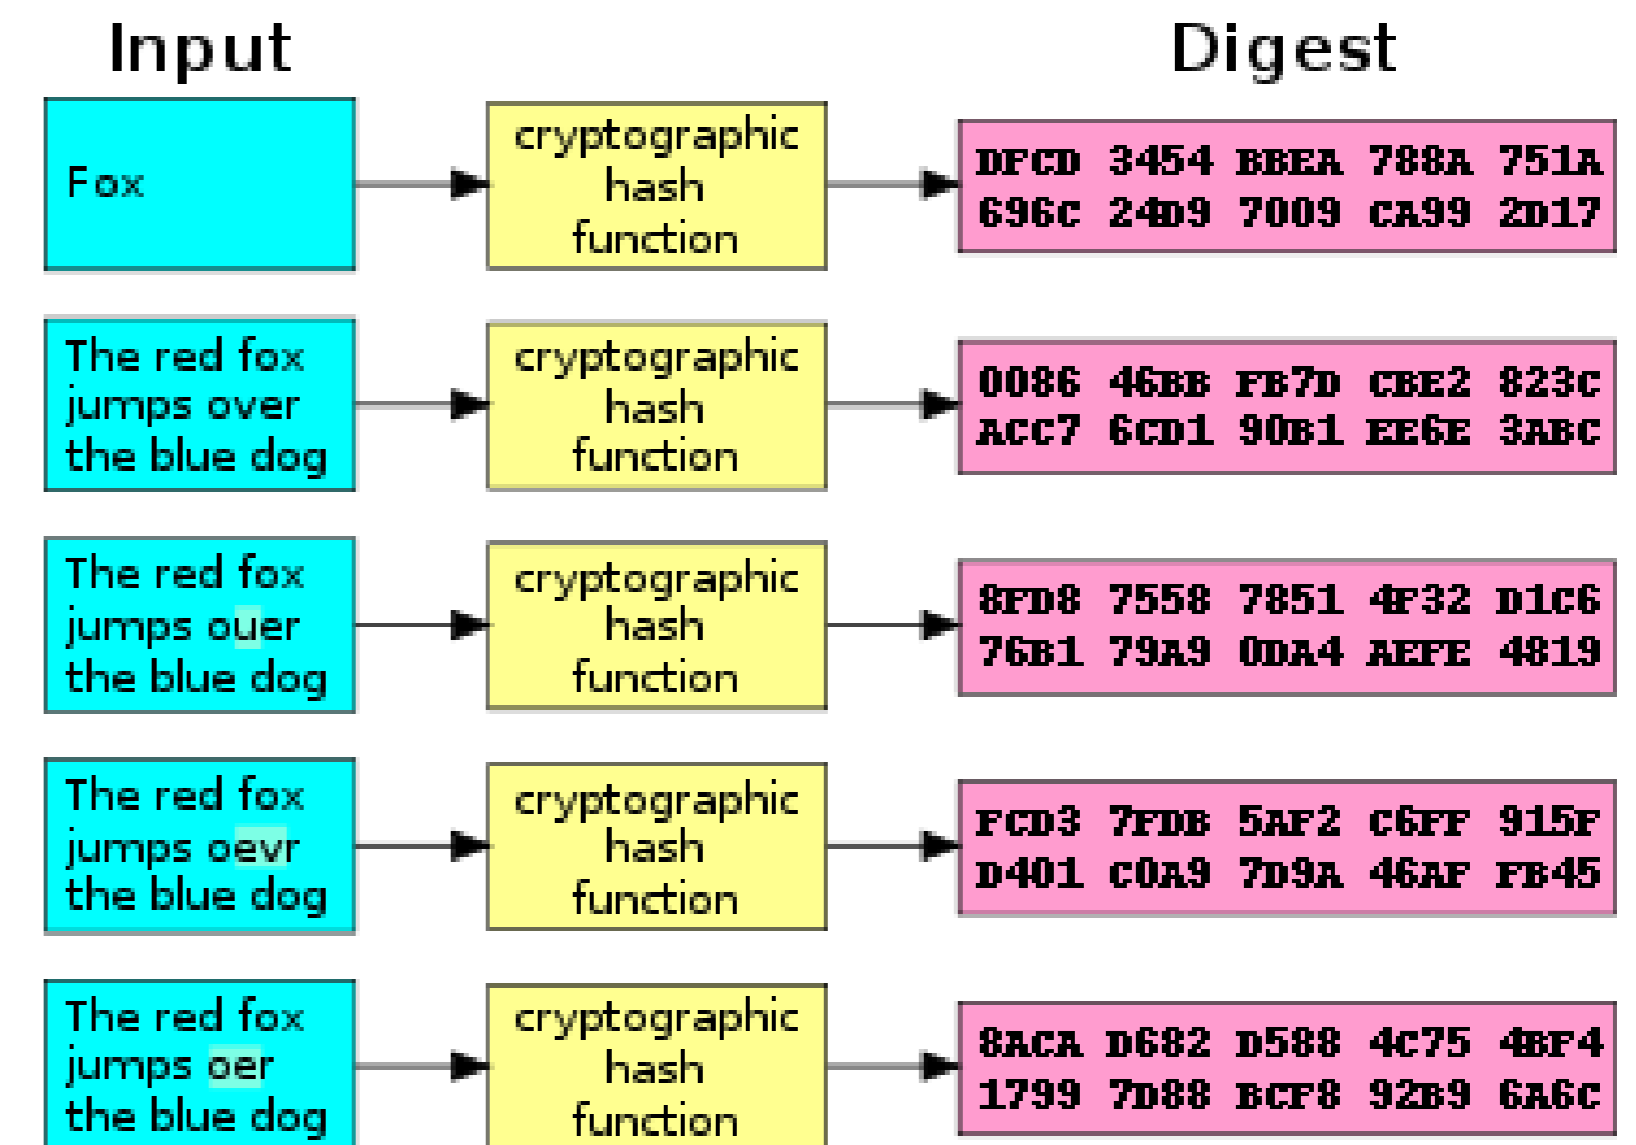 Input
Digest
Fox
cryptographic
hash
function
DFCD 3454 BBEA 788A 751A
696C 24D9 7009 CA99 2D17
The red fox
jumps over
the blue dog
cryptographic
hash
function
0086 46BB FB7D CBE2 823C
ACC7 6CD1 90B1 EE6E 3ABC
The red fox
jumps ouer
the blue dog
cryptographic
hash
function
8FD8 7558 7851 4F32 D1C6
76B1 79A9 0DA4 AEFE 4819
The red fox
jumps oevr
the blue dog
cryptographic
hash
function
FCD3 7FDB 5AF2 C6FF 915F
D401 C0A9 7D9A 46AF FB45
The red fox
jumps oer
the blue dog
cryptographic
hash
function
8ACA D682 D588 4C75 4BF4
1799 7D88 BCF8 92B9 6A6C